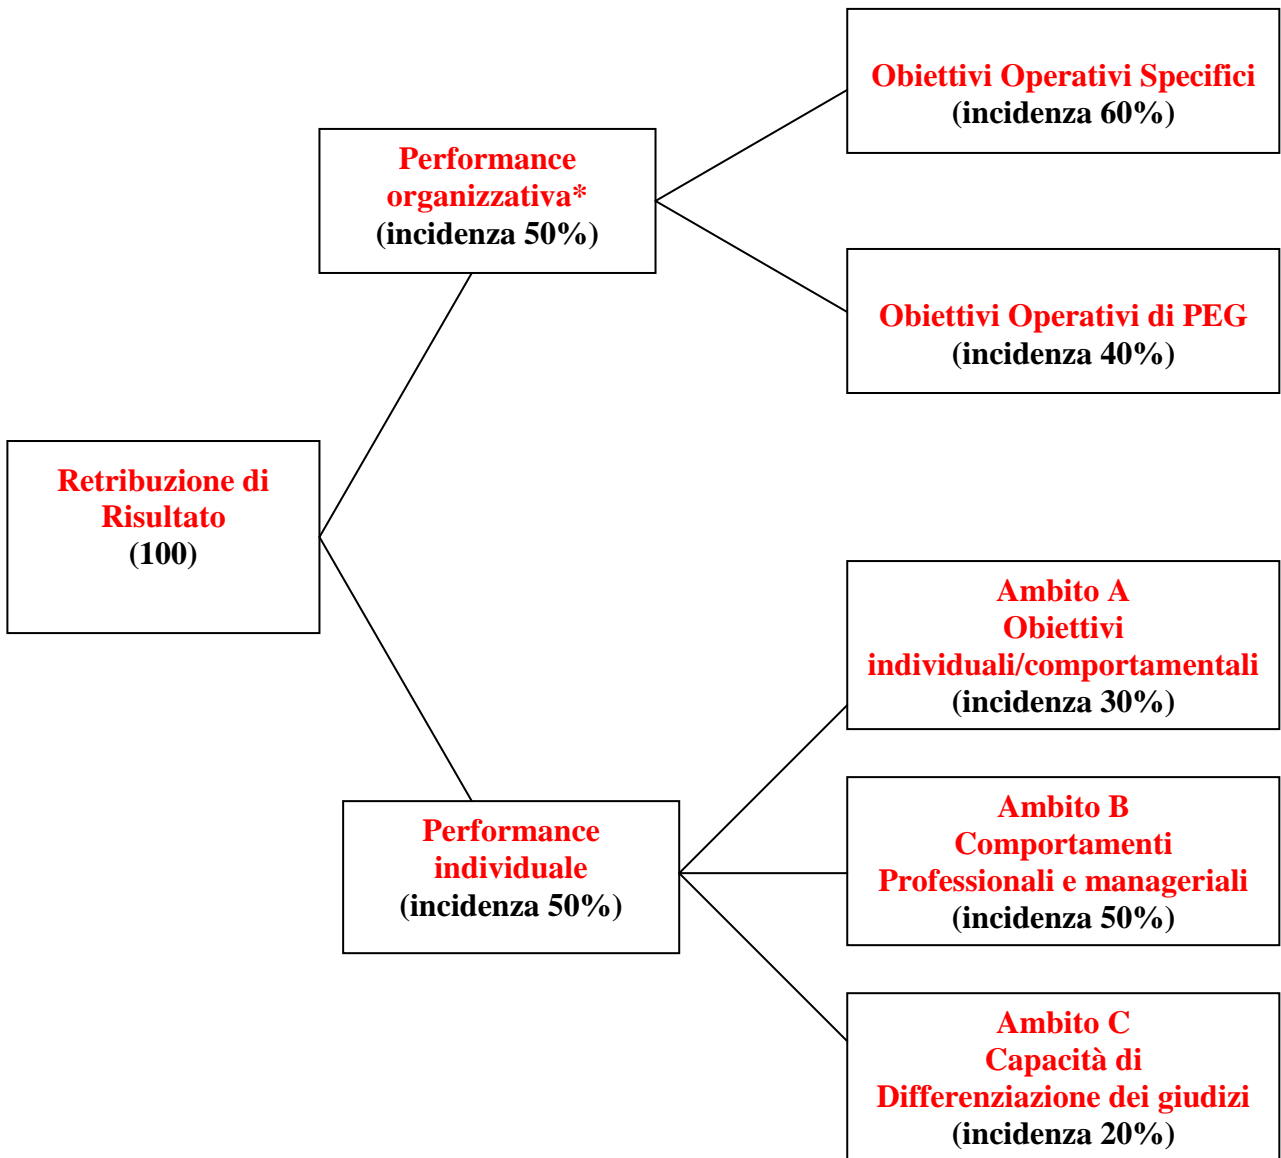 Obiettivi Operativi Specifici
(incidenza 60%)
Performance
organizzativa*
(incidenza 50%)
Obiettivi Operativi di PEG
(incidenza 40%)
Retribuzione di
Risultato
(100)
Ambito A
Obiettivi
individuali/comportamentali
(incidenza 30%)
Performance
individuale
(incidenza 50%)
Ambito B
Comportamenti
Professionali e manageriali
(incidenza 50%)
Ambito C
Capacità di
Differenziazione dei giudizi
(incidenza 20%)